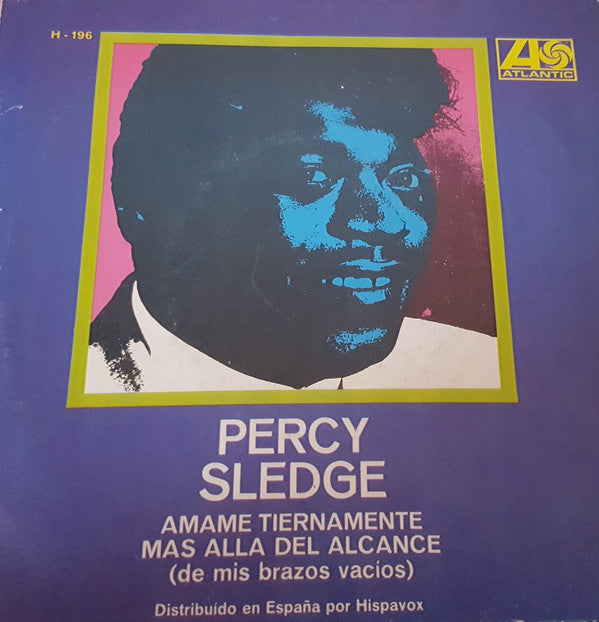 H - 196
ATLANTIC
PERCY
SLEDGE
AMAME TIERNAMENTE
MAS ALLA DEL ALCANCE
(de mis brazos vacíos)
Distribuído en España por Hispavox